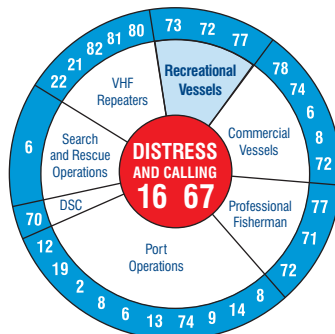 73 72 77
Recreational
Vessels
78
74
6
8
72
Commercial
Vessels
77
71
72
Professional
Fisherman
8
14
9
74
13
6
8
2
19
12
Port
Operations
70
DSC
6
Search
and Rescue
Operations
22
21
82
81
80
VHF
Repeaters
DISTRESS
AND CALLING
16 67